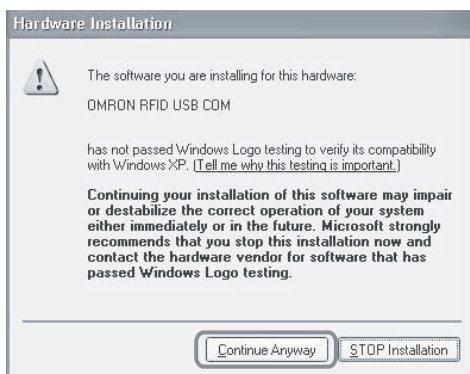 Hardware Installation
The software you are installing for this hardware:
OMRON RFID USB COM
has not passed Windows Logo testing to verify its compatibility
with Windows XP. (Tell me why this testing is important.)
Continuing your installation of this software may impair
or destabilize the correct operation of your system
either immediately or in the future. Microsoft strongly
recommends that you stop this installation now and
contact the hardware vendor for software that has
passed Windows Logo testing.
Continue Anyway
STOP Installation